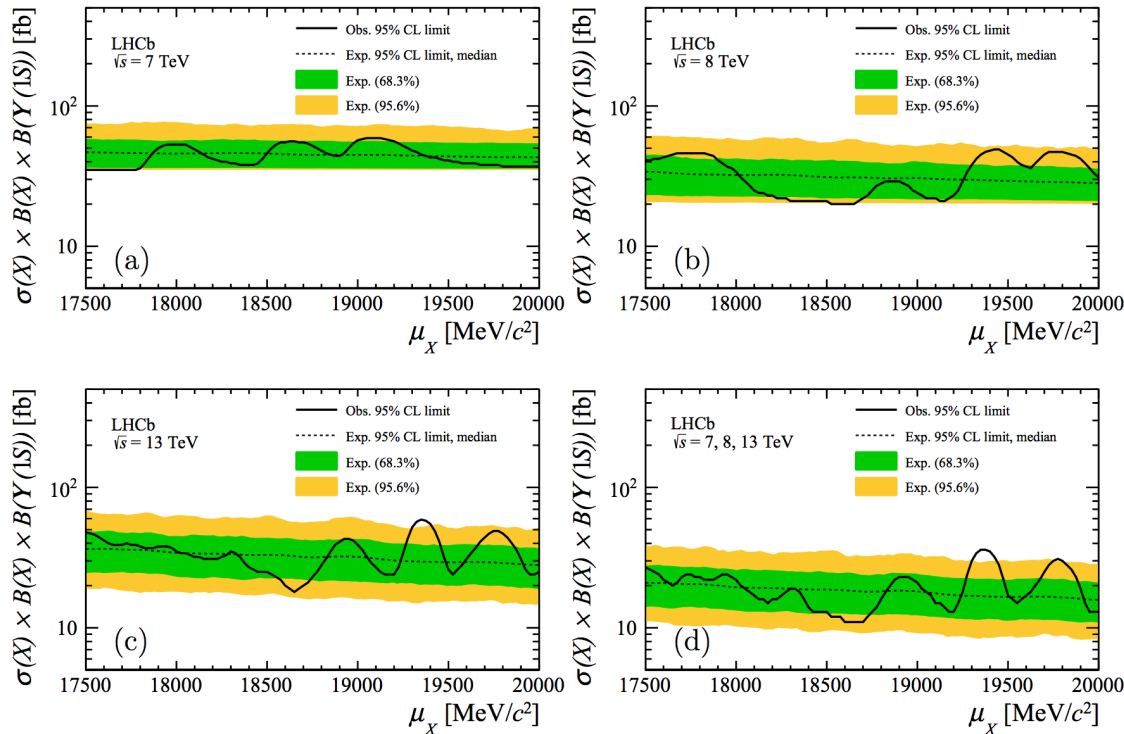 σ(X) × B(X) × B(Υ(1S)) [fb]
LHCb
√s = 7 TeV
Obs. 95% CL limit
Exp. 95% CL limit, median
Exp. (68.3%)
Exp. (95.6%)
10²
10
(a)
17500 18000 18500 19000 19500 20000
μ_X [MeV/c²]
σ(X) × B(X) × B(Υ(1S)) [fb]
LHCb
√s = 8 TeV
Obs. 95% CL limit
Exp. 95% CL limit, median
Exp. (68.3%)
Exp. (95.6%)
10²
10
(b)
17500 18000 18500 19000 19500 20000
μ_X [MeV/c²]
σ(X) × B(X) × B(Υ(1S)) [fb]
LHCb
√s = 13 TeV
Obs. 95% CL limit
Exp. 95% CL limit, median
Exp. (68.3%)
Exp. (95.6%)
10²
10
(c)
17500 18000 18500 19000 19500 20000
μ_X [MeV/c²]
σ(X) × B(X) × B(Υ(1S)) [fb]
LHCb
√s = 7, 8, 13 TeV
Obs. 95% CL limit
Exp. 95% CL limit, median
Exp. (68.3%)
Exp. (95.6%)
10²
10
(d)
17500 18000 18500 19000 19500 20000
μ_X [MeV/c²]